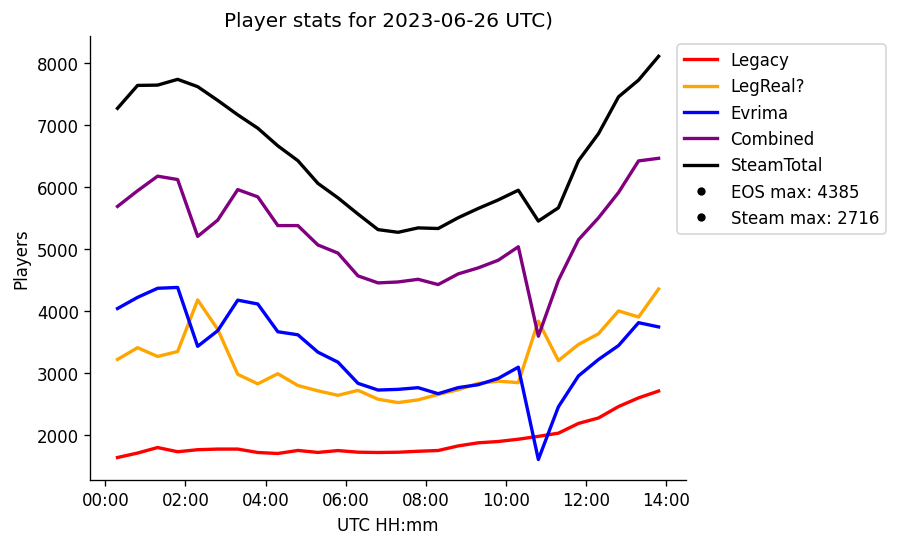 Player stats for 2023-06-26 UTC)
Legacy
LegReal?
Evrima
Combined
SteamTotal
EOS max: 4385
Steam max: 2716
8000
7000
6000
5000
4000
3000
2000
Players
00:00 02:00 04:00 06:00 08:00 10:00 12:00 14:00
UTC HH:mm